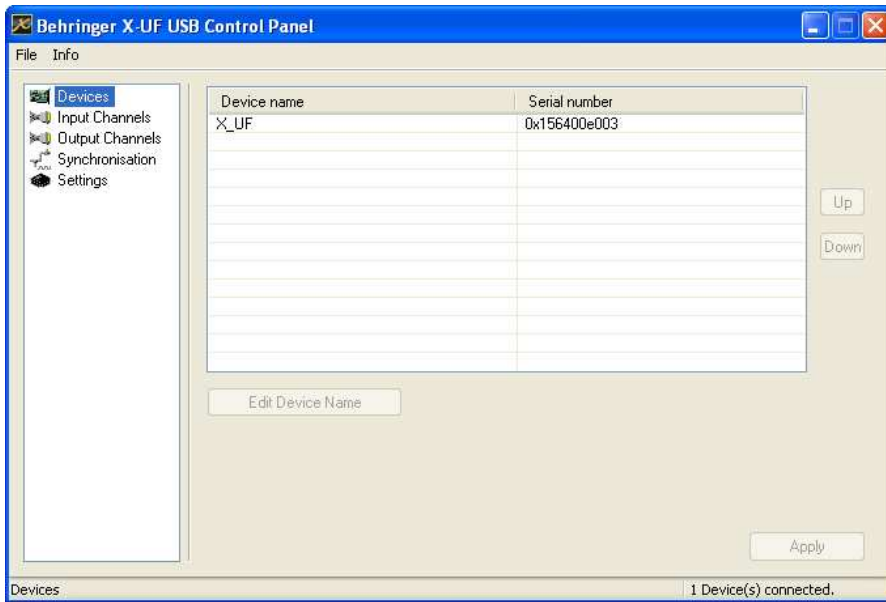 Behringer X-UF USB Control Panel
File Info
Devices
Input Channels
Output Channels
Synchronisation
Settings
Device name Serial number
X_UF 0x156400e003
Up
Down
Edit Device Name
Apply
Devices 1 Device(s) connected.